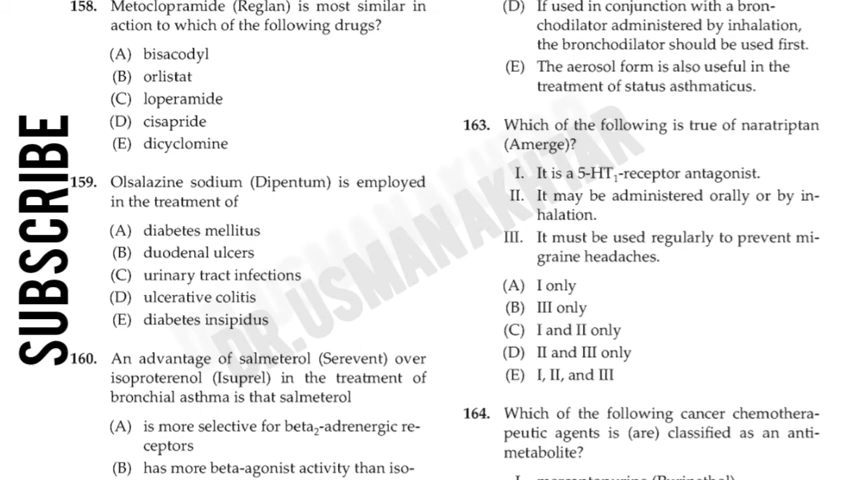 158. Metoclopramide (Reglan) is most similar in
action to which of the following drugs?
(A) bisacodyl
(B) orlistat
(C) loperamide
(D) cisapride
(E) dicyclomine
159. Olsalazine sodium (Dipentum) is employed
in the treatment of
(A) diabetes mellitus
(B) duodenal ulcers
(C) urinary tract infections
(D) ulcerative colitis
(E) diabetes insipidus
160. An advantage of salmeterol (Serevent) over
isoproterenol (Isuprel) in the treatment of
bronchial asthma is that salmeterol
(A) is more selective for beta₂-adrenergic re-
ceptors
(B) has more beta-agonist activity than iso-
(D) If used in conjunction with a bron-
chodilator administered by inhalation,
the bronchodilator should be used first.
(E) The aerosol form is also useful in the
treatment of status asthmaticus.
163. Which of the following is true of naratriptan
(Amerge)?
I. It is a 5-HT₁-receptor antagonist.
II. It may be administered orally or by in-
halation.
III. It must be used regularly to prevent mi-
graine headaches.
(A) I only
(B) III only
(C) I and II only
(D) II and III only
(E) I, II, and III
164. Which of the following cancer chemothera-
peutic agents is (are) classified as an anti-
metabolite?
I. mercaptopurine (Purinethol)
SUBSCRIBE
DR.USMANAKHTAR